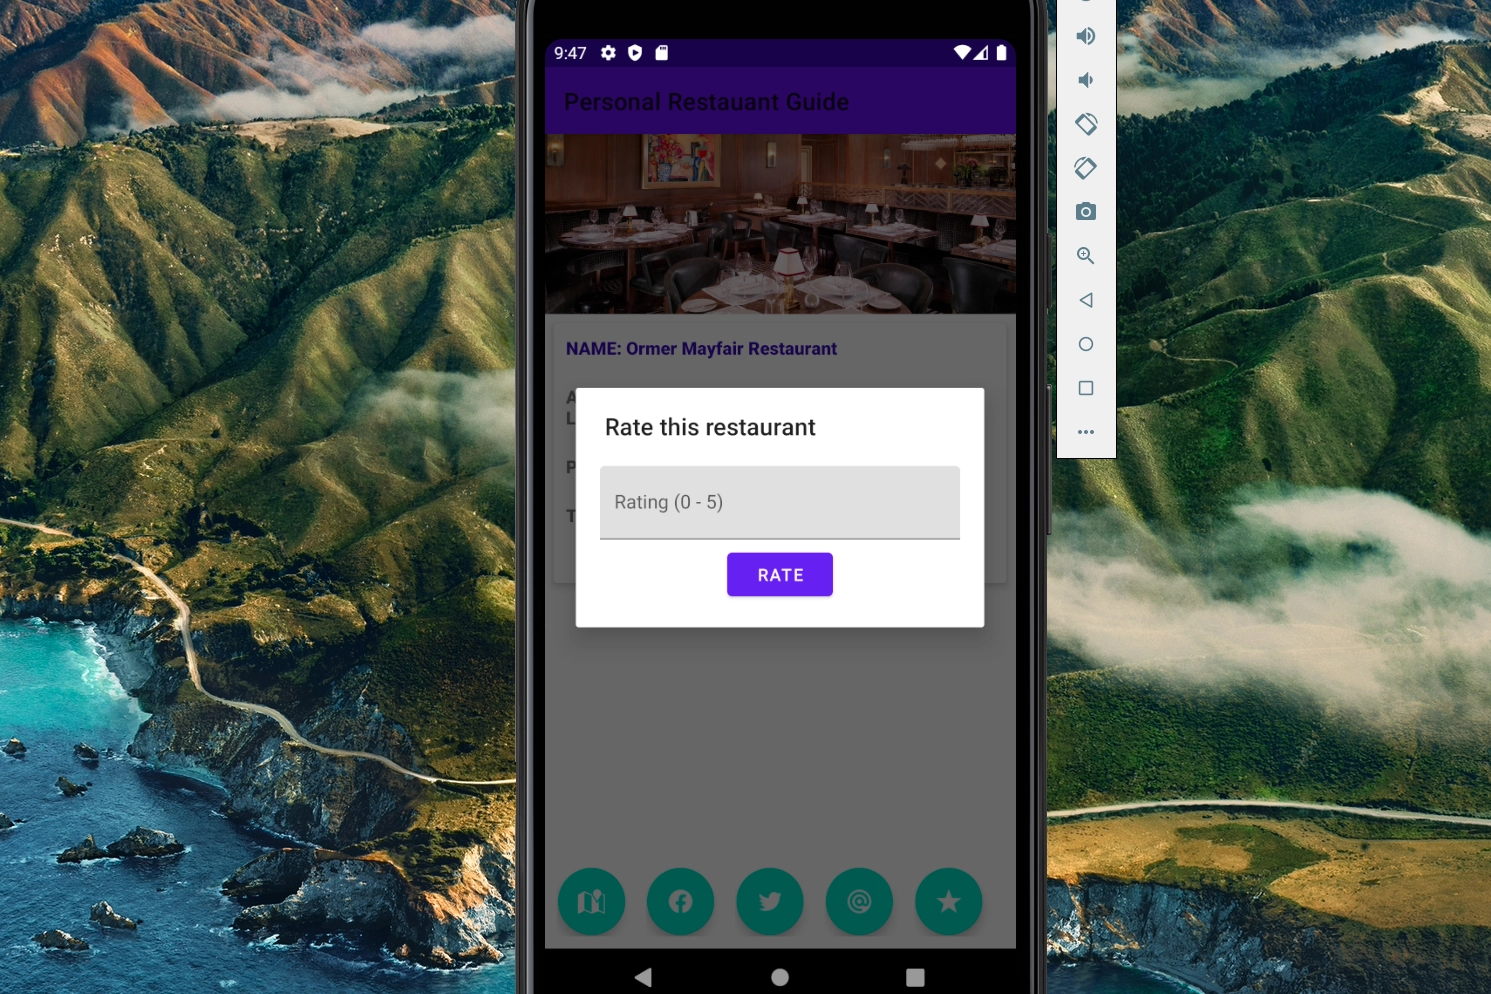 9:47
Personal Restauant Guide
NAME: Ormer Mayfair Restaurant
A
L
P
T
Rate this restaurant
Rating (0 - 5)
RATE